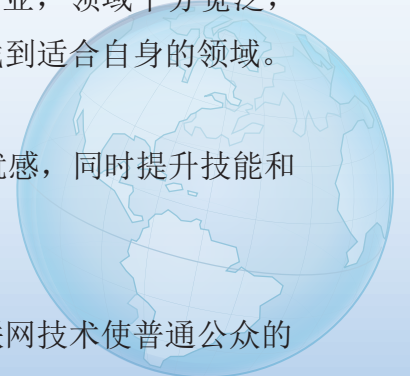 业，领域十分宽泛，
到适合自身的领域。
感，同时提升技能和
网技术使普通公众的